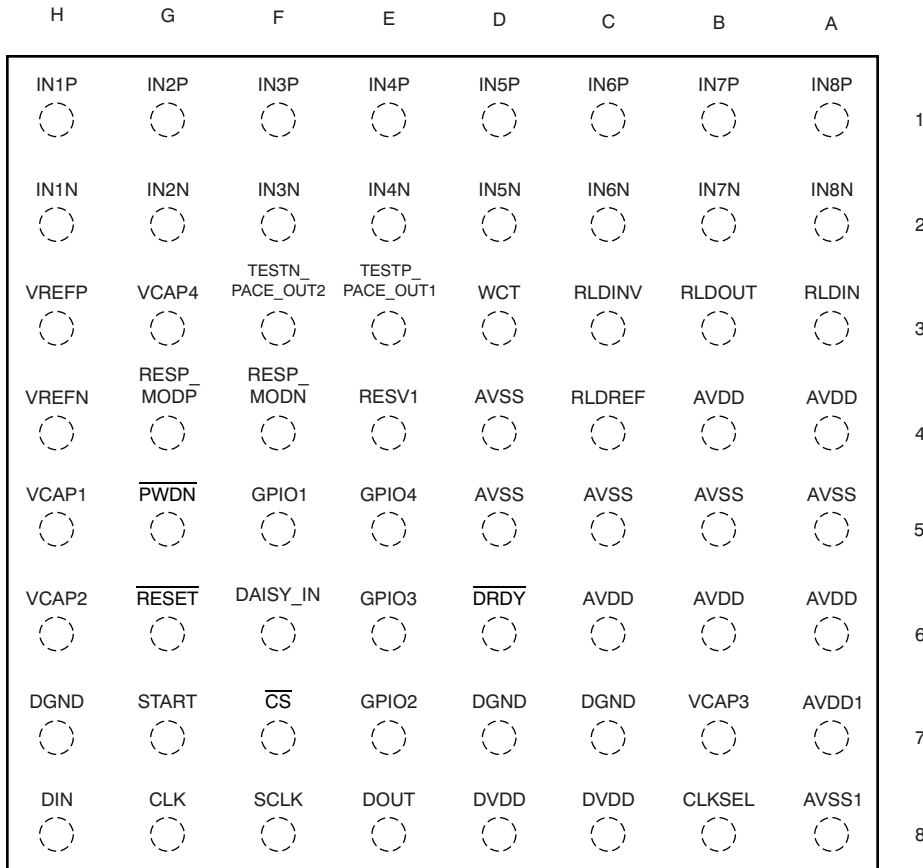 H G F E D C B A
IN1P IN2P IN3P IN4P IN5P IN6P IN7P IN8P
1
IN1N IN2N IN3N IN4N IN5N IN6N IN7N IN8N
2
TESTN_ TESTP_
VREFP VCAP4 PACE_OUT2 PACE_OUT1 WCT RLDINV RLDOUT RLDIN
3
RESP_ RESP_
VREFN MODP MODN RESV1 AVSS RLDREF AVDD AVDD
4
VCAP1 PWDN GPIO1 GPIO4 AVSS AVSS AVSS AVSS
5
VCAP2 RESET DAISY_IN GPIO3 DRDY AVDD AVDD AVDD
6
DGND START CS GPIO2 DGND DGND VCAP3 AVDD1
7
DIN CLK SCLK DOUT DVDD DVDD CLKSEL AVSS1
8